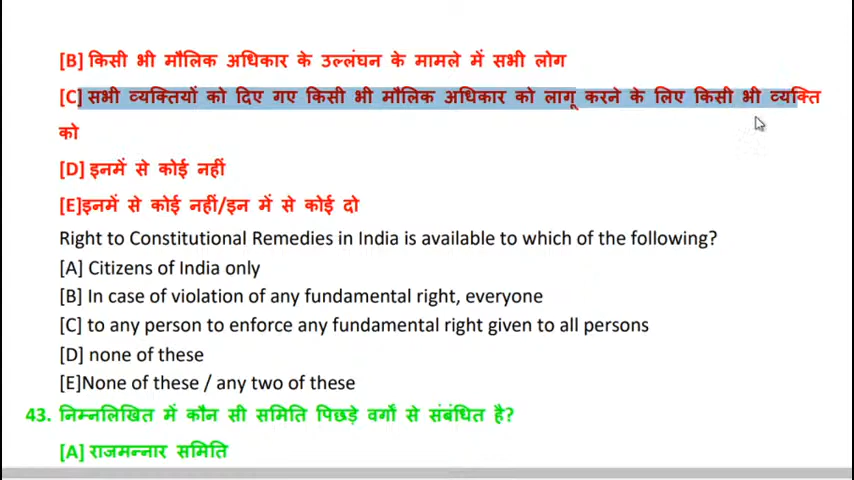 [B] किसी भी मौलिक अधिकार के उल्लंघन के मामले में सभी लोग
[C] सभी व्यक्तियों को दिए गए किसी भी मौलिक अधिकार को लागू करने के लिए किसी भी व्यक्ति
को
[D] इनमें से कोई नहीं
[E]इनमें से कोई नहीं/इन में से कोई दो
Right to Constitutional Remedies in India is available to which of the following?
[A] Citizens of India only
[B] In case of violation of any fundamental right, everyone
[C] to any person to enforce any fundamental right given to all persons
[D] none of these
[E]None of these / any two of these
43. निम्नलिखित में कौन सी समिति पिछड़े वर्गों से संबंधित है?
[A] राजमन्नार समिति